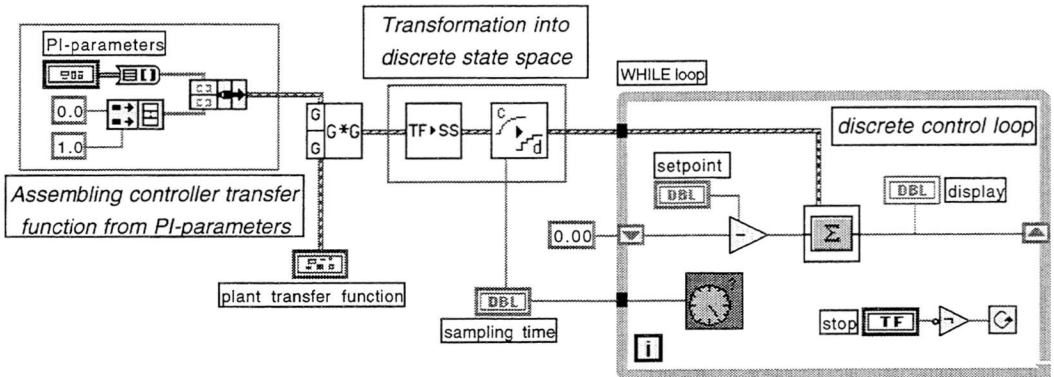 PI-parameters
0.0
1.0
Assembling controller transfer
function from PI-parameters
G
G
G*G
plant transfer function
Transformation into
discrete state space
TF▸SS
C
d
DBL
sampling time
WHILE loop
discrete control loop
setpoint
DBL
0.00
-
Σ
DBL
display
?
stop
TF
¬
i